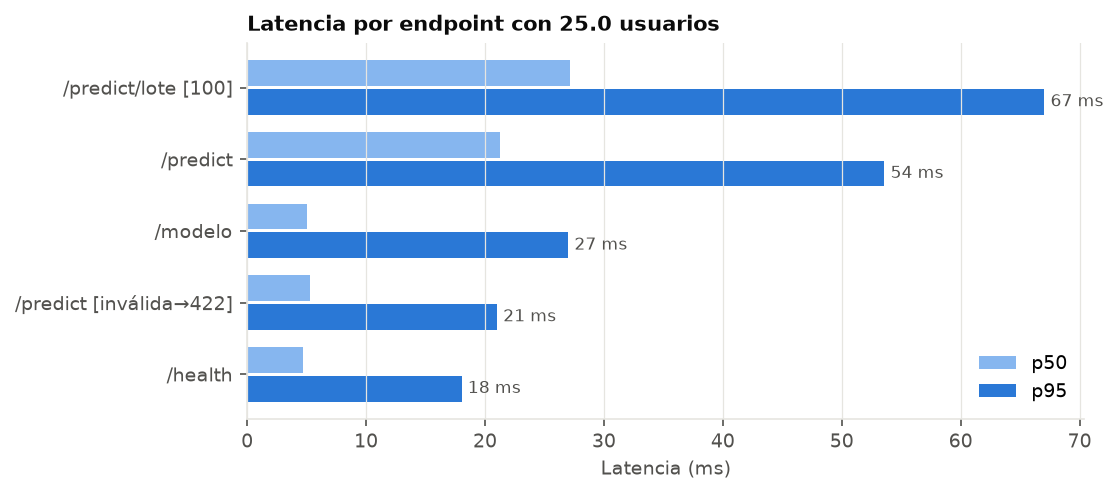 Latencia por endpoint con 25.0 usuarios
/predict/lote [100]
67 ms
/predict
54 ms
/modelo
27 ms
/predict [inválida→422]
21 ms
/health
18 ms
p50
p95
0 10 20 30 40 50 60 70
Latencia (ms)